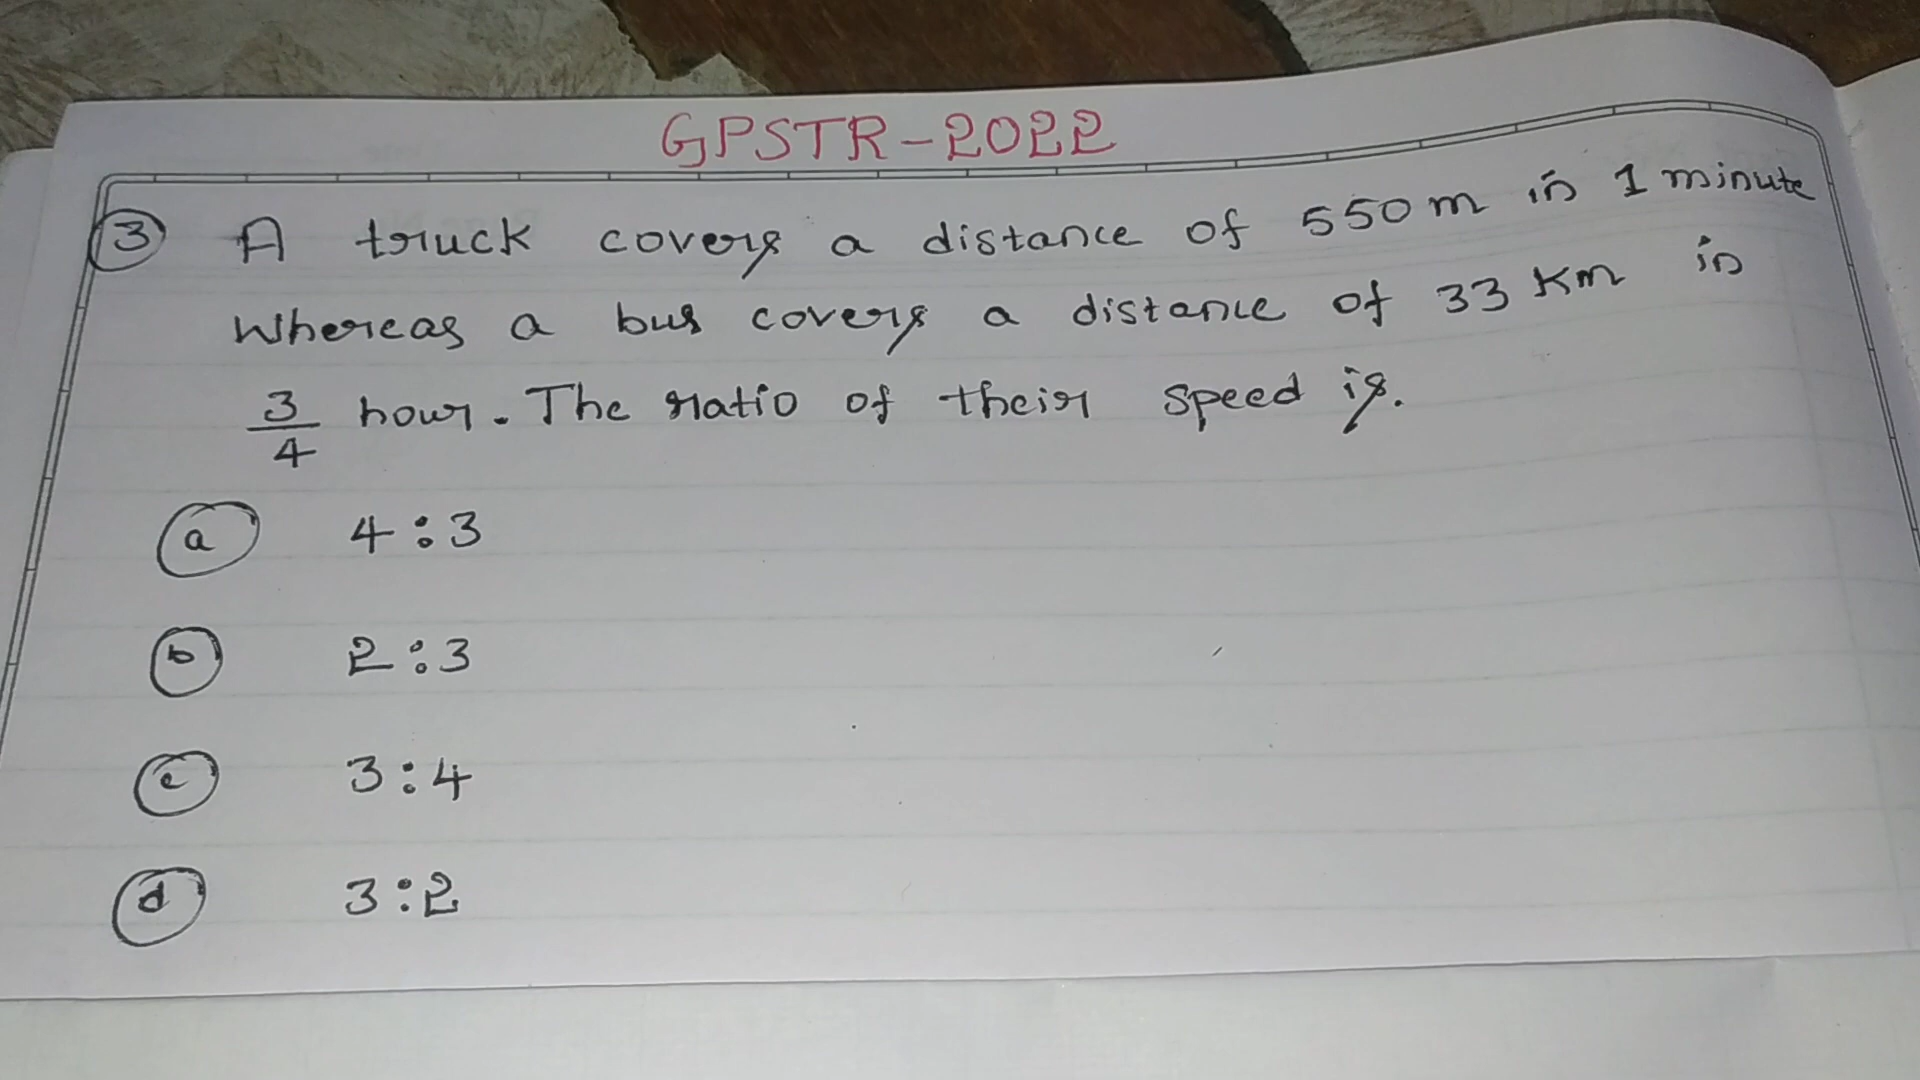 GPSTR-2022
③ A truck covers a distance of 550 m in 1 minute
Whereas a bus covers a distance of 33 Km in
3/4 hour. The ratio of their speed is.
ⓐ 4:3
ⓑ 2:3
ⓒ 3:4
ⓓ 3:2